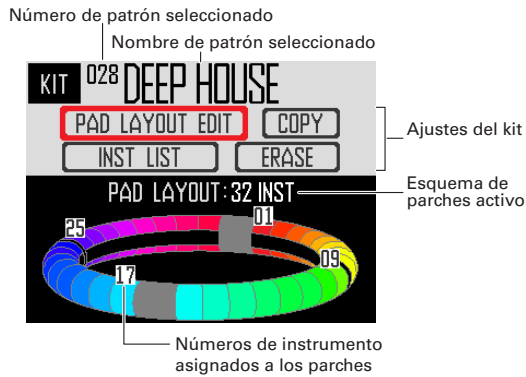 Número de patrón seleccionado
Nombre de patrón seleccionado
KIT 028 DEEP HOUSE
PAD LAYOUT EDIT COPY
INST LIST ERASE
Ajustes del kit
PAD LAYOUT:32 INST
Esquema de
parches activo
25 01
17 09
Números de instrumento
asignados a los parches